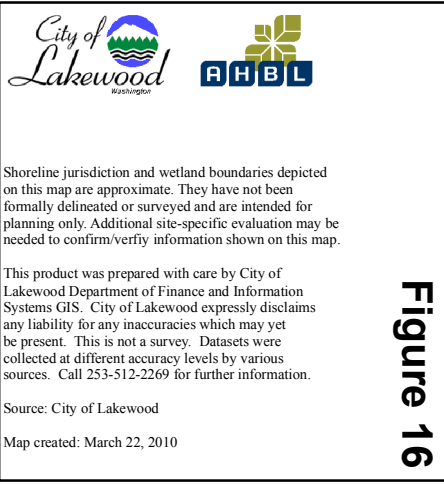 City of
Lakewood
Washington
AHBL
Shoreline jurisdiction and wetland boundaries depicted
on this map are approximate. They have not been
formally delineated or surveyed and are intended for
planning only. Additional site-specific evaluation may be
needed to confirm/verfiy information shown on this map.
This product was prepared with care by City of
Lakewood Department of Finance and Information
Systems GIS.  City of Lakewood expressly disclaims
any liability for any inaccuracies which may yet
be present.  This is not a survey.  Datasets were
collected at different accuracy levels by various
sources.  Call 253-512-2269 for further information.
Source: City of Lakewood
Map created: March 22, 2010
Figure 16